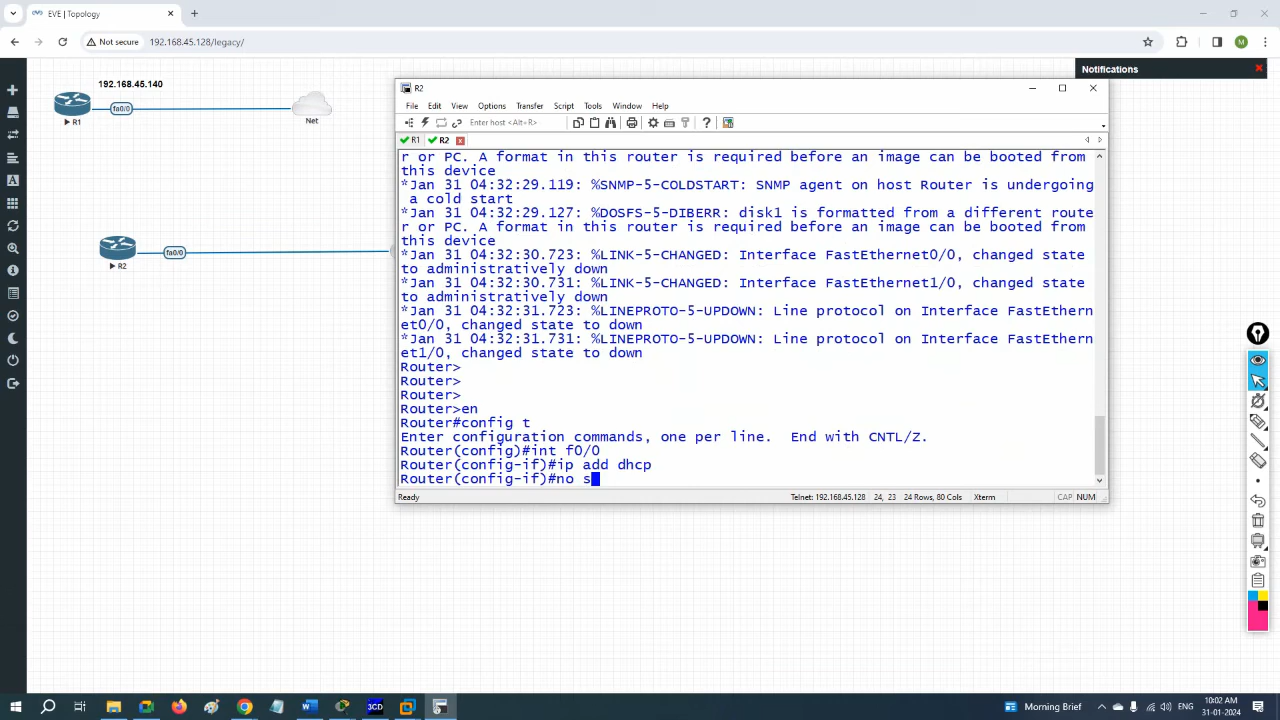 EVE | Topology
Not secure
192.168.45.128/legacy/
M
Notifications
192.168.45.140
R1
fa0/0
Net
R2
fa0/0
R2
File Edit View Options Transfer Script Tools Window Help
Enter host <Alt+R>
R1
R2
r or PC. A format in this router is required before an image can be booted from
this device
*Jan 31 04:32:29.119: %SNMP-5-COLDSTART: SNMP agent on host Router is undergoing
 a cold start
*Jan 31 04:32:29.127: %DOSFS-5-DIBERR: disk1 is formatted from a different route
r or PC. A format in this router is required before an image can be booted from
this device
*Jan 31 04:32:30.723: %LINK-5-CHANGED: Interface FastEthernet0/0, changed state
to administratively down
*Jan 31 04:32:30.731: %LINK-5-CHANGED: Interface FastEthernet1/0, changed state
to administratively down
*Jan 31 04:32:31.723: %LINEPROTO-5-UPDOWN: Line protocol on Interface FastEthern
et0/0, changed state to down
*Jan 31 04:32:31.731: %LINEPROTO-5-UPDOWN: Line protocol on Interface FastEthern
et1/0, changed state to down
Router>
Router>
Router>
Router>en
Router#config t
Enter configuration commands, one per line.  End with CNTL/Z.
Router(config)#int f0/0
Router(config-if)#ip add dhcp
Router(config-if)#no s
Ready
Telnet: 192.168.45.128
24, 23
24 Rows, 80 Cols
Xterm
CAP
NUM
3CD
Morning Brief
ENG
10:02 AM
31-01-2024